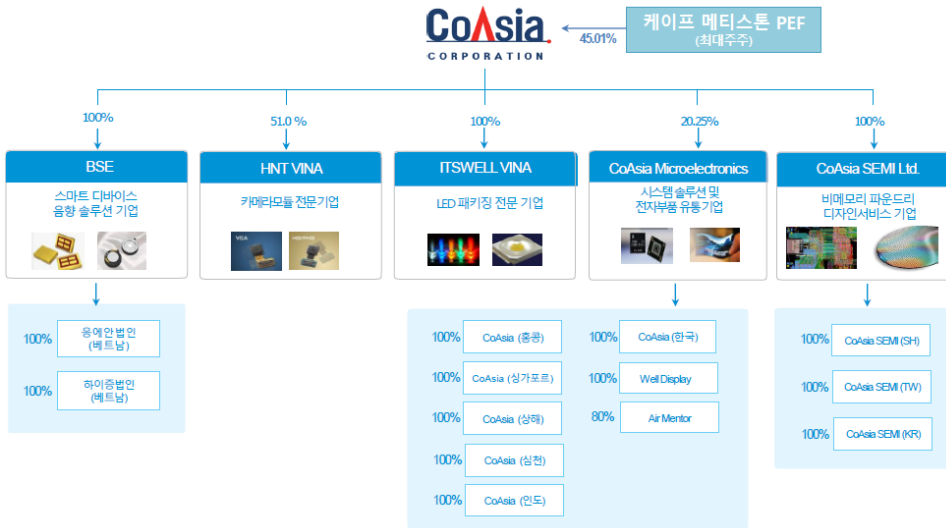 CoAsia
CORPORATION
45.01%
케이프 메티스톤 PEF
(최대주주)
100%
51.0 %
100%
20.25%
100%
BSE
스마트 디바이스
음향 솔루션 기업
HNT VINA
카메라모듈 전문기업
VGA
ITSWELL VINA
LED 패키징 전문 기업
CoAsia Microelectronics
시스템 솔루션 및
전자부품 유통기업
CoAsia SEMI Ltd.
비메모리 파운드리
디자인서비스 기업
100%
응에안법인
(베트남)
100%
하이증법인
(베트남)
100%
CoAsia (홍콩)
100%
CoAsia (싱가포르)
100%
CoAsia (상해)
100%
CoAsia (심천)
100%
CoAsia (인도)
100%
CoAsia (한국)
100%
Well Display
80%
Air Mentor
100%
CoAsia SEMI (SH)
100%
CoAsia SEMI (TW)
100%
CoAsia SEMI (KR)